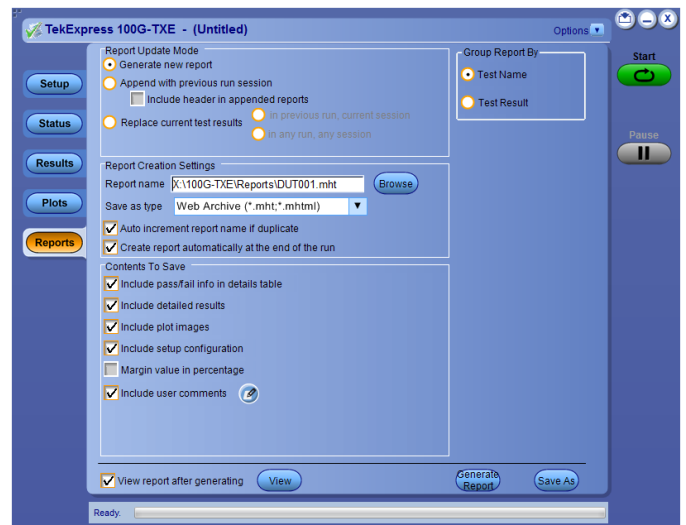 TekExpress 100G-TXE - (Untitled)
Options
Start
Pause
Setup
Status
Results
Plots
Reports
Report Update Mode
Generate new report
Append with previous run session
Include header in appended reports
Replace current test results
in previous run, current session
in any run, any session
Group Report By
Test Name
Test Result
Report Creation Settings
Report name X:\100G-TXE\Reports\DUT001.mht Browse
Save as type Web Archive (*.mht;*.mhtml)
Auto increment report name if duplicate
Create report automatically at the end of the run
Contents To Save
Include pass/fail info in details table
Include detailed results
Include plot images
Include setup configuration
Margin value in percentage
Include user comments
View report after generating View
Generate
Report
Save As
Ready.